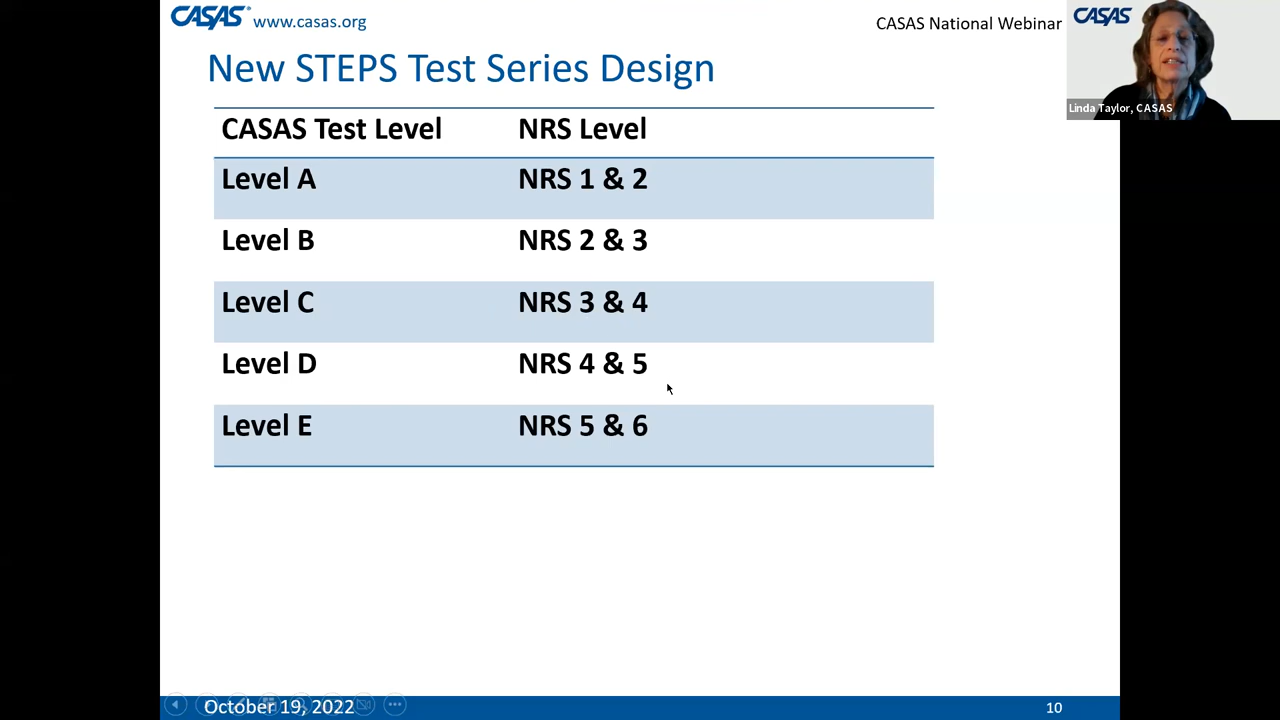 CASAS www.casas.org
CASAS National Webinar
CASAS
Linda Taylor, CASAS
New STEPS Test Series Design
CASAS Test Level NRS Level
Level A NRS 1 & 2
Level B NRS 2 & 3
Level C NRS 3 & 4
Level D NRS 4 & 5
Level E NRS 5 & 6
October 19, 2022
10